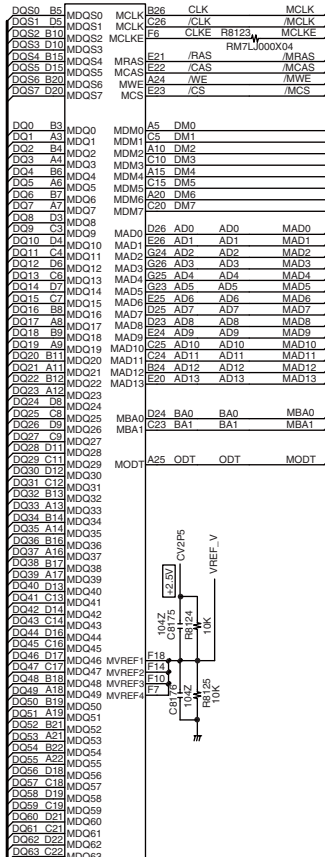 DQS0 B5 MDQS0 MCLK B26 CLK MCLK
DQS1 D5 MDQS1 MCLK C26 /CLK /MCLK
DQS2 B10 MDQS2 MCLKE F6 CLKE R8123 MCLKE
DQS3 D10 MDQS3 RM7LJ000X04
DQS4 B15 MDQS4 MRAS E21 /RAS /MRAS
DQS5 D15 MDQS5 MCAS E22 /CAS /MCAS
DQS6 B20 MDQS6 MWE A24 /WE /MWE
DQS7 D20 MDQS7 MCS E23 /CS /MCS
DQ0 B3 MDQ0 MDM0 A5 DM0
DQ1 A3 MDQ1 MDM1 C5 DM1
DQ2 B4 MDQ2 MDM2 A10 DM2
DQ3 A4 MDQ3 MDM3 C10 DM3
DQ4 B6 MDQ4 MDM4 A15 DM4
DQ5 A6 MDQ5 MDM5 C15 DM5
DQ6 B7 MDQ6 MDM6 A20 DM6
DQ7 A7 MDQ7 MDM7 C20 DM7
DQ8 D3 MDQ8
DQ9 C3 MDQ9 MAD0 D26 AD0 AD0 MAD0
DQ10 D4 MDQ10 MAD1 E26 AD1 AD1 MAD1
DQ11 C4 MDQ11 MAD2 G24 AD2 AD2 MAD2
DQ12 D6 MDQ12 MAD3 G26 AD3 AD3 MAD3
DQ13 C6 MDQ13 MAD4 G25 AD4 AD4 MAD4
DQ14 D7 MDQ14 MAD5 G23 AD5 AD5 MAD5
DQ15 C7 MDQ15 MAD6 E25 AD6 AD6 MAD6
DQ16 B8 MDQ16 MAD7 D25 AD7 AD7 MAD7
DQ17 A8 MDQ17 MAD8 D23 AD8 AD8 MAD8
DQ18 B9 MDQ18 MAD9 E24 AD9 AD9 MAD9
DQ19 A9 MDQ19 MAD10 C25 AD10 AD10 MAD10
DQ20 B11 MDQ20 MAD11 C24 AD11 AD11 MAD11
DQ21 A11 MDQ21 MAD12 B24 AD12 AD12 MAD12
DQ22 B12 MDQ22 MAD13 E20 AD13 AD13 MAD13
DQ23 A12 MDQ23
DQ24 D8 MDQ24
DQ25 C8 MDQ25 MBA0 D24 BA0 BA0 MBA0
DQ26 D9 MDQ26 MBA1 C23 BA1 BA1 MBA1
DQ27 C9 MDQ27
DQ28 D11 MDQ28
DQ29 C11 MDQ29 MODT A25 ODT ODT MODT
DQ30 D12 MDQ30
DQ31 C12 MDQ31
DQ32 B13 MDQ32
DQ33 A13 MDQ33
DQ34 B14 MDQ34
DQ35 A14 MDQ35
DQ36 B16 MDQ36
DQ37 A16 MDQ37
DQ38 B17 MDQ38
DQ39 A17 MDQ39
DQ40 D13 MDQ40
DQ41 C13 MDQ41
DQ42 D14 MDQ42
DQ43 C14 MDQ43
DQ44 D16 MDQ44
DQ45 C16 MDQ45
DQ46 D17 MDQ46 MVREF1 F18
DQ47 C17 MDQ47 MVREF2 F14
DQ48 B18 MDQ48 MVREF3 F10
DQ49 A18 MDQ49 MVREF4 F7
DQ50 B19 MDQ50
DQ51 A19 MDQ51
DQ52 B21 MDQ52
DQ53 A21 MDQ53
DQ54 B22 MDQ54
DQ55 A22 MDQ55
DQ56 D18 MDQ56
DQ57 C18 MDQ57
DQ58 D19 MDQ58
DQ59 C19 MDQ59
DQ60 D21 MDQ60
DQ61 C21 MDQ61
DQ62 D22 MDQ62
DQ63 C22 MDQ63
+2.5V
CV2P5
VREF_V
104Z
C8175
R8124
10K
C8176
104Z
R8125
10K